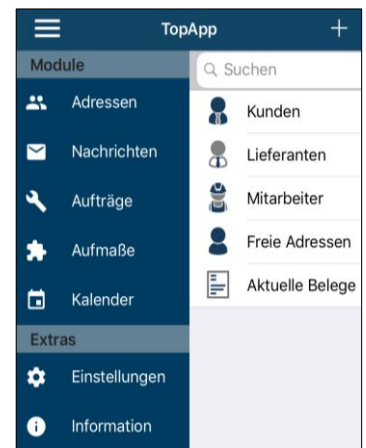 TopApp
Module
Adressen
Nachrichten
Aufträge
Aufmaße
Kalender
Extras
Einstellungen
Information
Suchen
Kunden
Lieferanten
Mitarbeiter
Freie Adressen
Aktuelle Belege